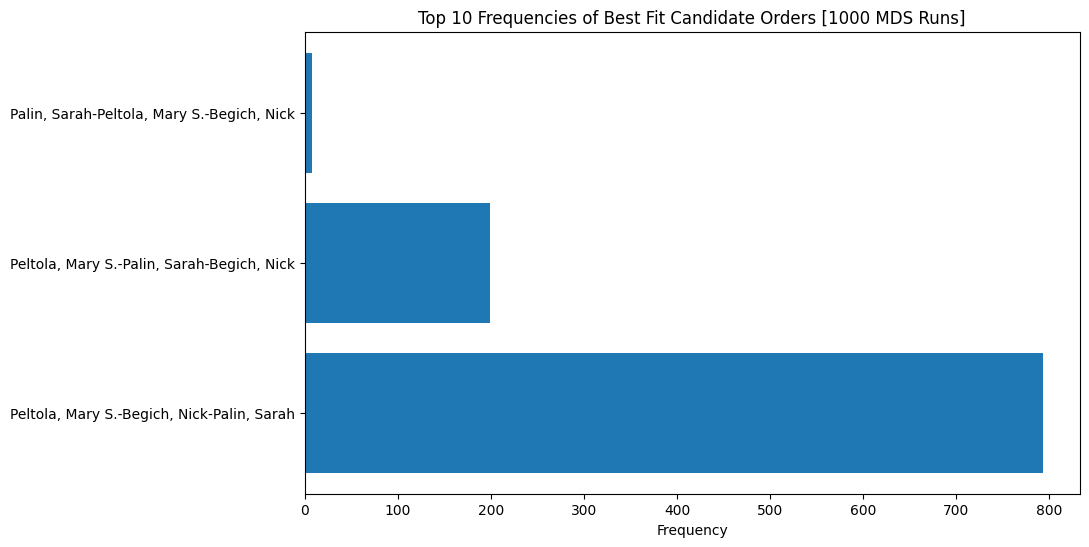 Top 10 Frequencies of Best Fit Candidate Orders [1000 MDS Runs]
Palin, Sarah-Peltola, Mary S.-Begich, Nick
Peltola, Mary S.-Palin, Sarah-Begich, Nick
Peltola, Mary S.-Begich, Nick-Palin, Sarah
0 100 200 300 400 500 600 700 800
Frequency